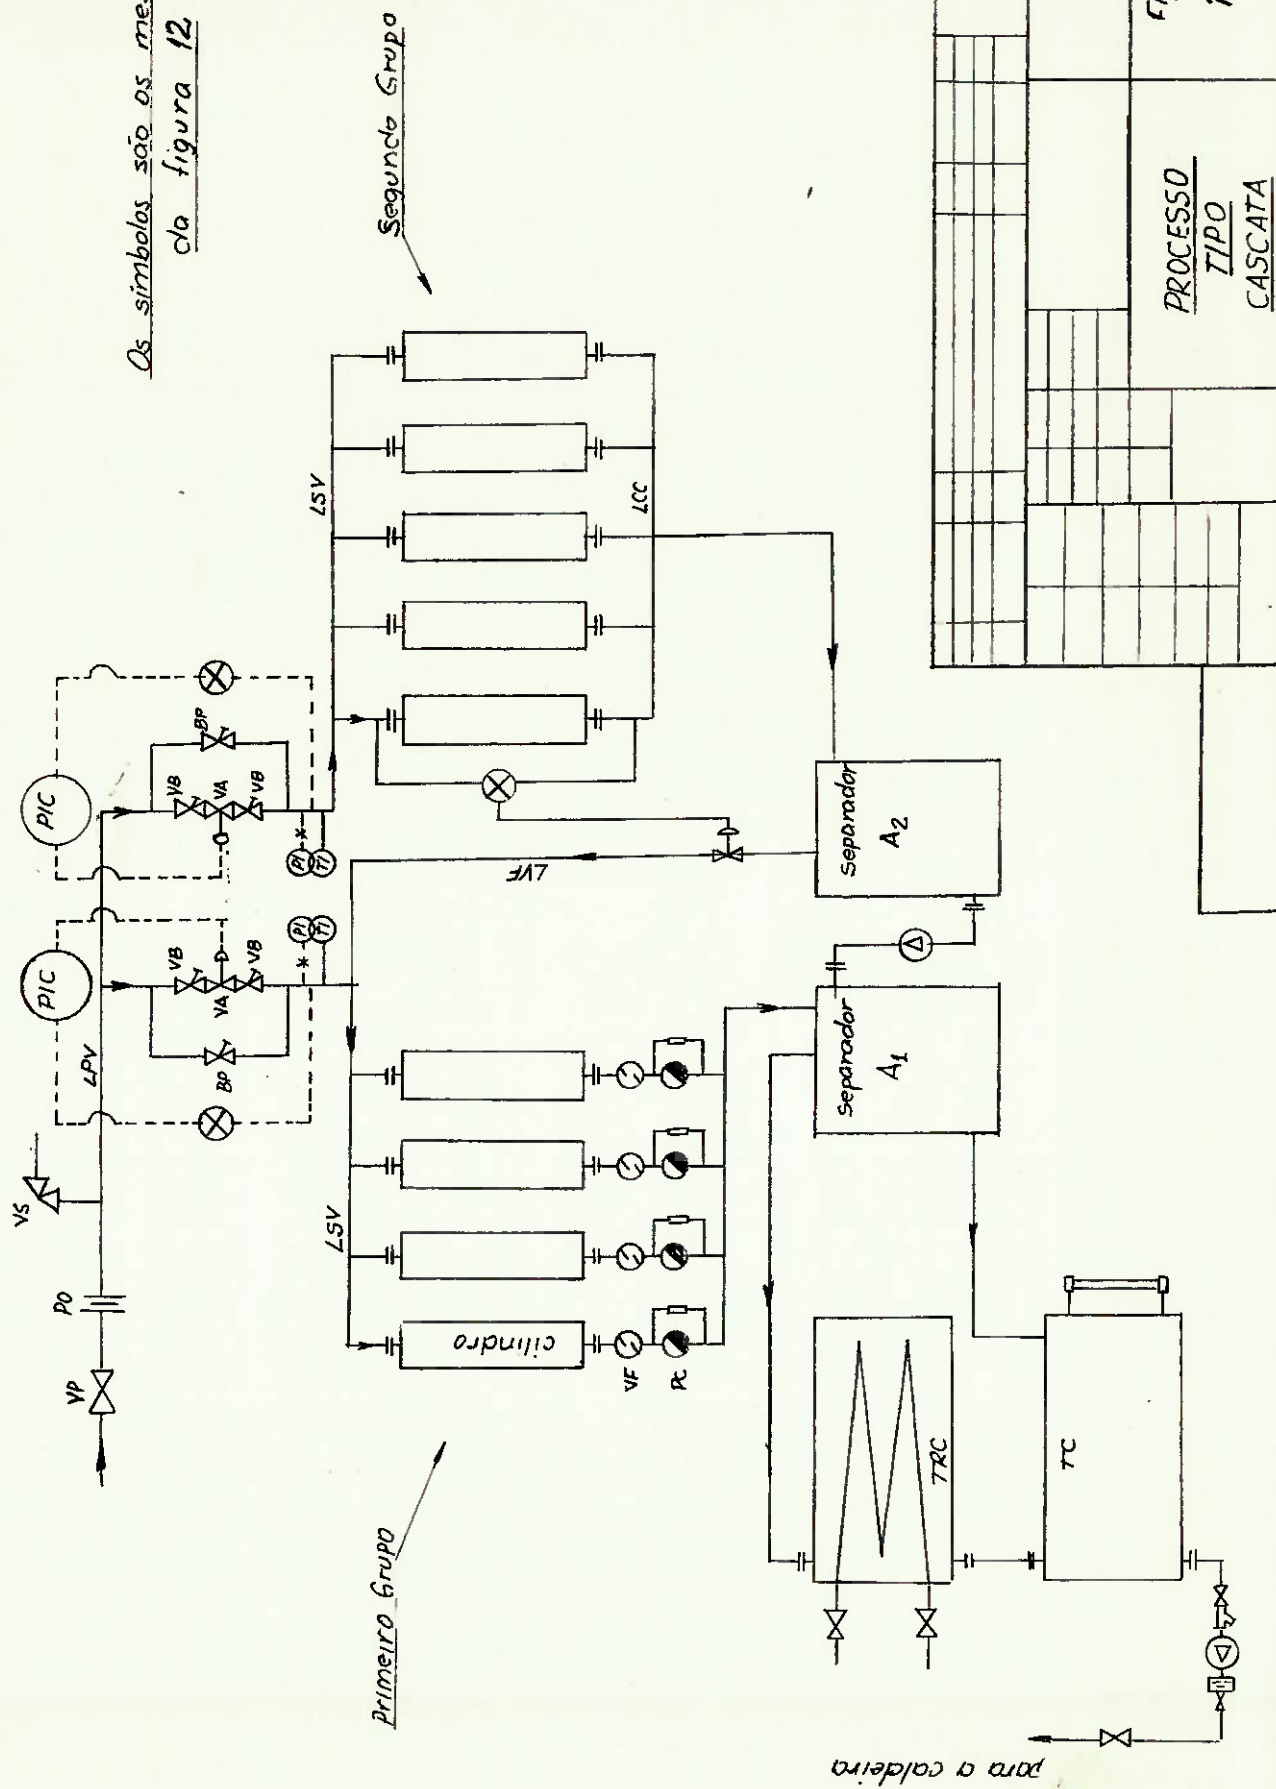 Os simbolos são os
da figura 12
Segundo Grupo
Primeiro Grupo
VP
PO
VS
LPV
PIC
PIC
BP
VB
VA
VB
PI
TI
VB
VA
VB
BP
PI
TI
LSV
LSV
cilindro
VF
PC
LVF
LCC
separador
A1
separador
A2
TRC
TC
para a caldeira
PROCESSO
TIPO
CASCATA